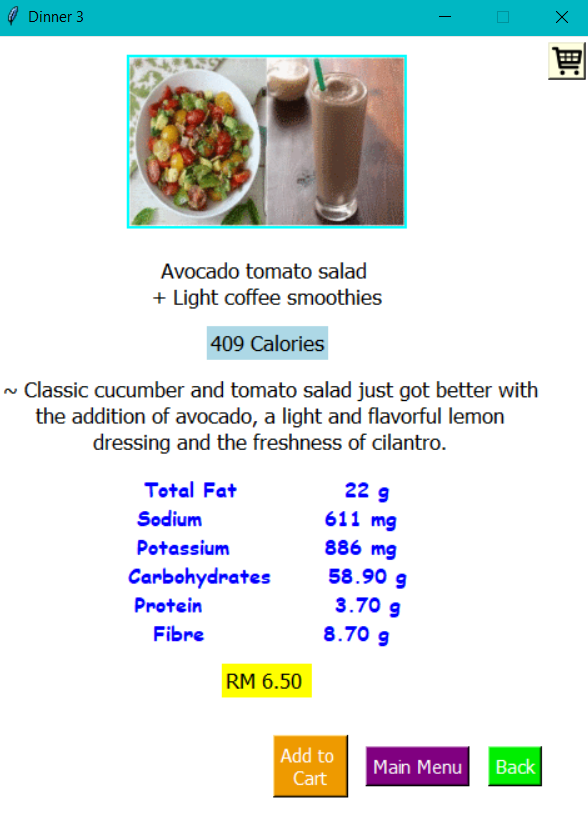 Dinner 3
Avocado tomato salad
+ Light coffee smoothies
409 Calories
~ Classic cucumber and tomato salad just got better with
the addition of avocado, a light and flavorful lemon
dressing and the freshness of cilantro.
Total Fat 22 g
Sodium 611 mg
Potassium 886 mg
Carbohydrates 58.90 g
Protein 3.70 g
Fibre 8.70 g
RM 6.50
Add to
Cart
Main Menu
Back